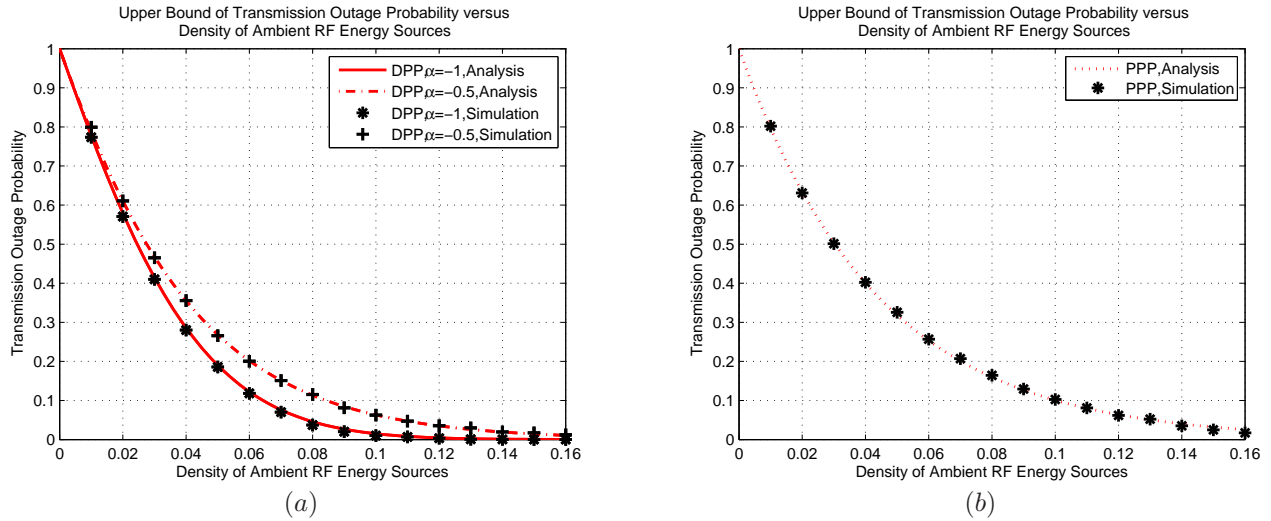 Upper Bound of Transmission Outage Probability versus
Density of Ambient RF Energy Sources
1
0.9
0.8
0.7
0.6
0.5
0.4
0.3
0.2
0.1
0
Transmission Outage Probability
DPP,α=−1,Analysis
DPP,α=−0.5,Analysis
DPP,α=−1,Simulation
DPP,α=−0.5,Simulation
0 0.02 0.04 0.06 0.08 0.1 0.12 0.14 0.16
Density of Ambient RF Energy Sources
(a)
Upper Bound of Transmission Outage Probability versus
Density of Ambient RF Energy Sources
1
0.9
0.8
0.7
0.6
0.5
0.4
0.3
0.2
0.1
0
Transmission Outage Probability
PPP,Analysis
PPP,Simulation
0 0.02 0.04 0.06 0.08 0.1 0.12 0.14 0.16
Density of Ambient RF Energy Sources
(b)